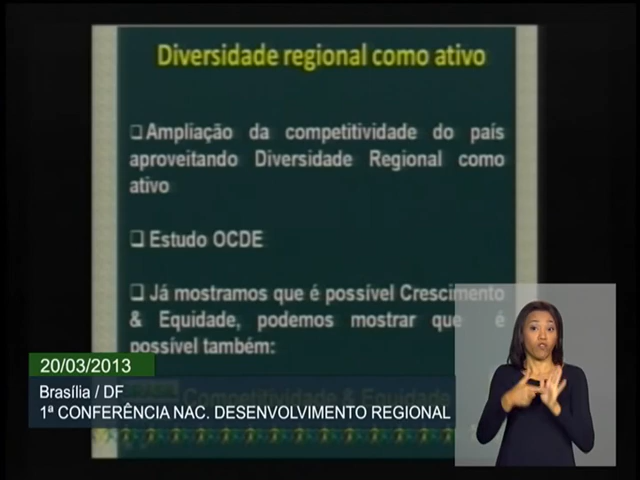 Diversidade regional como ativo
❑Ampliação da competitividade do país
aproveitando Diversidade Regional como
ativo
❑ Estudo OCDE
❑ Já mostramos que é possível Crescimento
& Equidade, podemos mostrar que é
possível também:
Competitividade & Equidade
20/03/2013
Brasília / DF
1ª CONFERÊNCIA NAC. DESENVOLVIMENTO REGIONAL